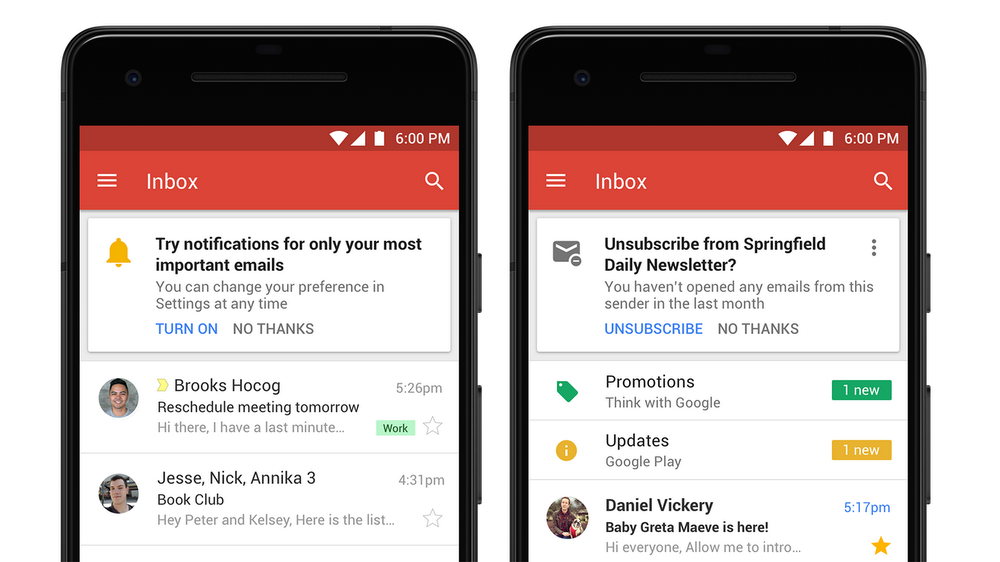 6:00 PM
Inbox
Try notifications for only your most
important emails
You can change your preference in
Settings at any time
TURN ON NO THANKS
Brooks Hocog 5:26pm
Reschedule meeting tomorrow
Hi there, I have a last minute... Work
Jesse, Nick, Annika 3 4:31pm
Book Club
Hey Peter and Kelsey, Here is the list...
6:00 PM
Inbox
Unsubscribe from Springfield
Daily Newsletter?
You haven't opened any emails from this
sender in the last month
UNSUBSCRIBE NO THANKS
Promotions 1 new
Think with Google
Updates 1 new
Google Play
Daniel Vickery 5:17pm
Baby Greta Maeve is here!
Hi everyone, Allow me to intro...